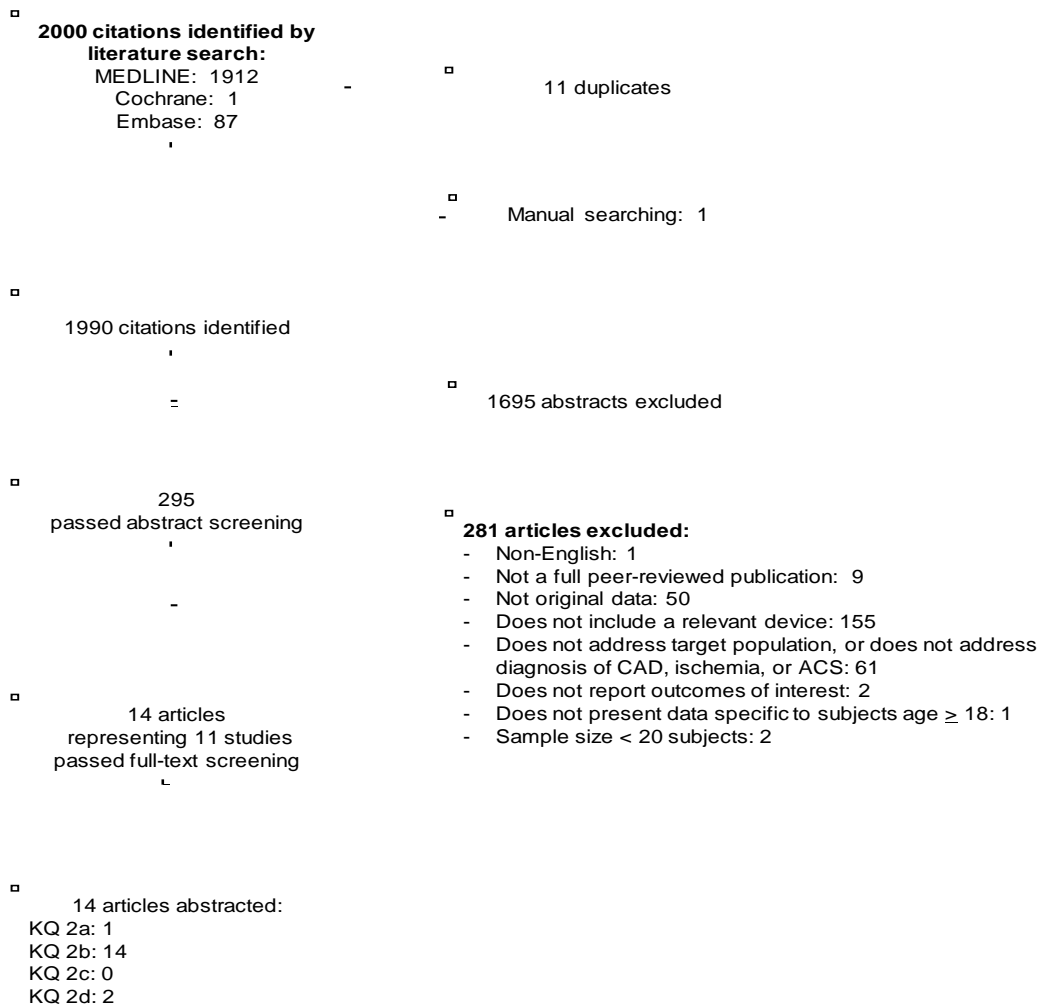 2000 citations identified by
literature search:
MEDLINE: 1912
Cochrane: 1
Embase: 87
11 duplicates
Manual searching: 1
1990 citations identified
1695 abstracts excluded
295
passed abstract screening
281 articles excluded:
- Non-English: 1
- Not a full peer-reviewed publication: 9
- Not original data: 50
- Does not include a relevant device: 155
- Does not address target population, or does not address
diagnosis of CAD, ischemia, or ACS: 61
- Does not report outcomes of interest: 2
- Does not present data specific to subjects age ≥ 18: 1
- Sample size < 20 subjects: 2
14 articles
representing 11 studies
passed full-text screening
14 articles abstracted:
KQ 2a: 1
KQ 2b: 14
KQ 2c: 0
KQ 2d: 2